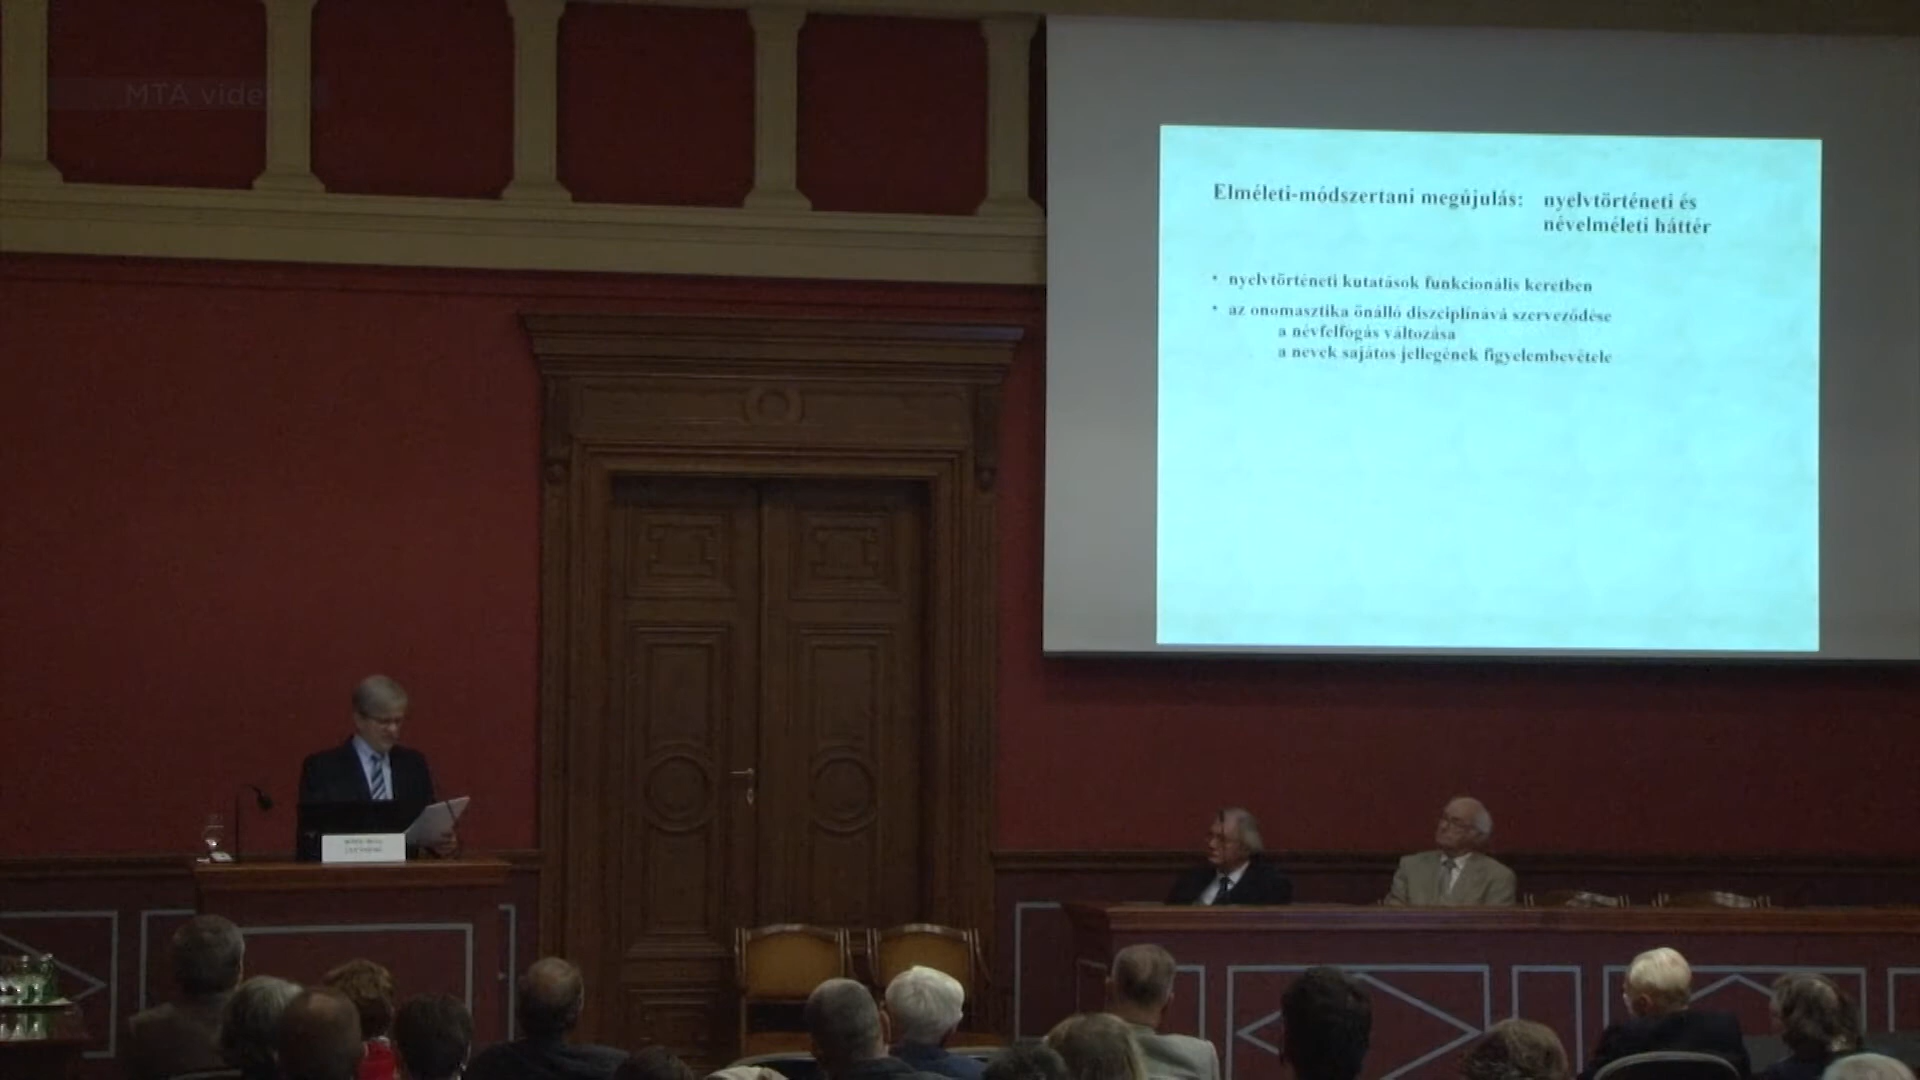 MTA vide
Elméleti-módszertani megújulás: nyelvtörténeti és
névelméleti háttér
• nyelvtörténeti kutatások funkcionális keretben
• az onomasztika önálló diszciplínává szerveződése
a névfelfogás változása
a nevek sajátos jellegének figyelembevétele